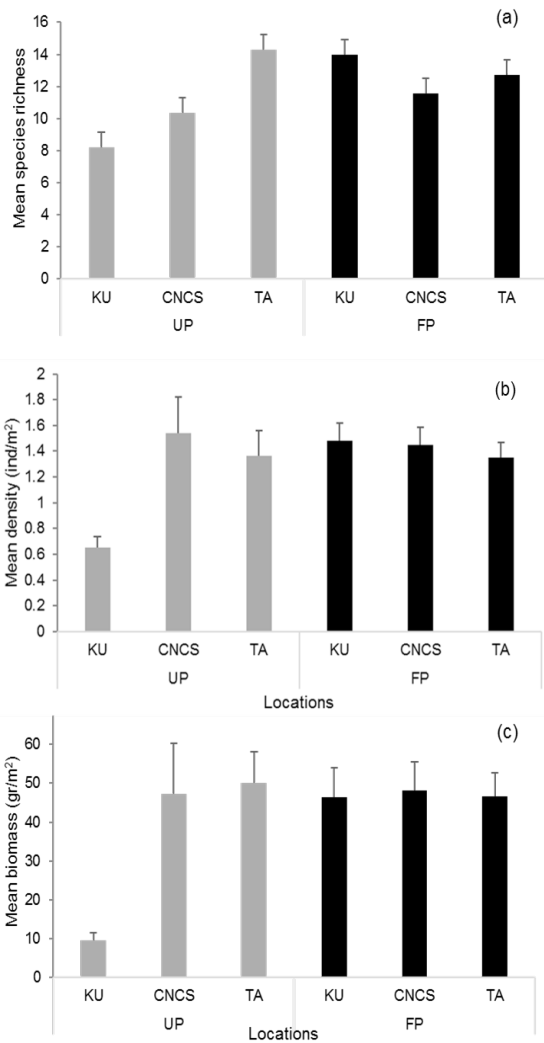 (a)
Mean species richness
16
14
12
10
8
6
4
2
0
KU CNCS TA KU CNCS TA
UP FP
(b)
Mean density (ind/m²)
2
1.8
1.6
1.4
1.2
1
0.8
0.6
0.4
0.2
0
KU CNCS TA KU CNCS TA
UP FP
Locations
(c)
Mean biomass (gr/m²)
60
50
40
30
20
10
0
KU CNCS TA KU CNCS TA
UP FP
Locations